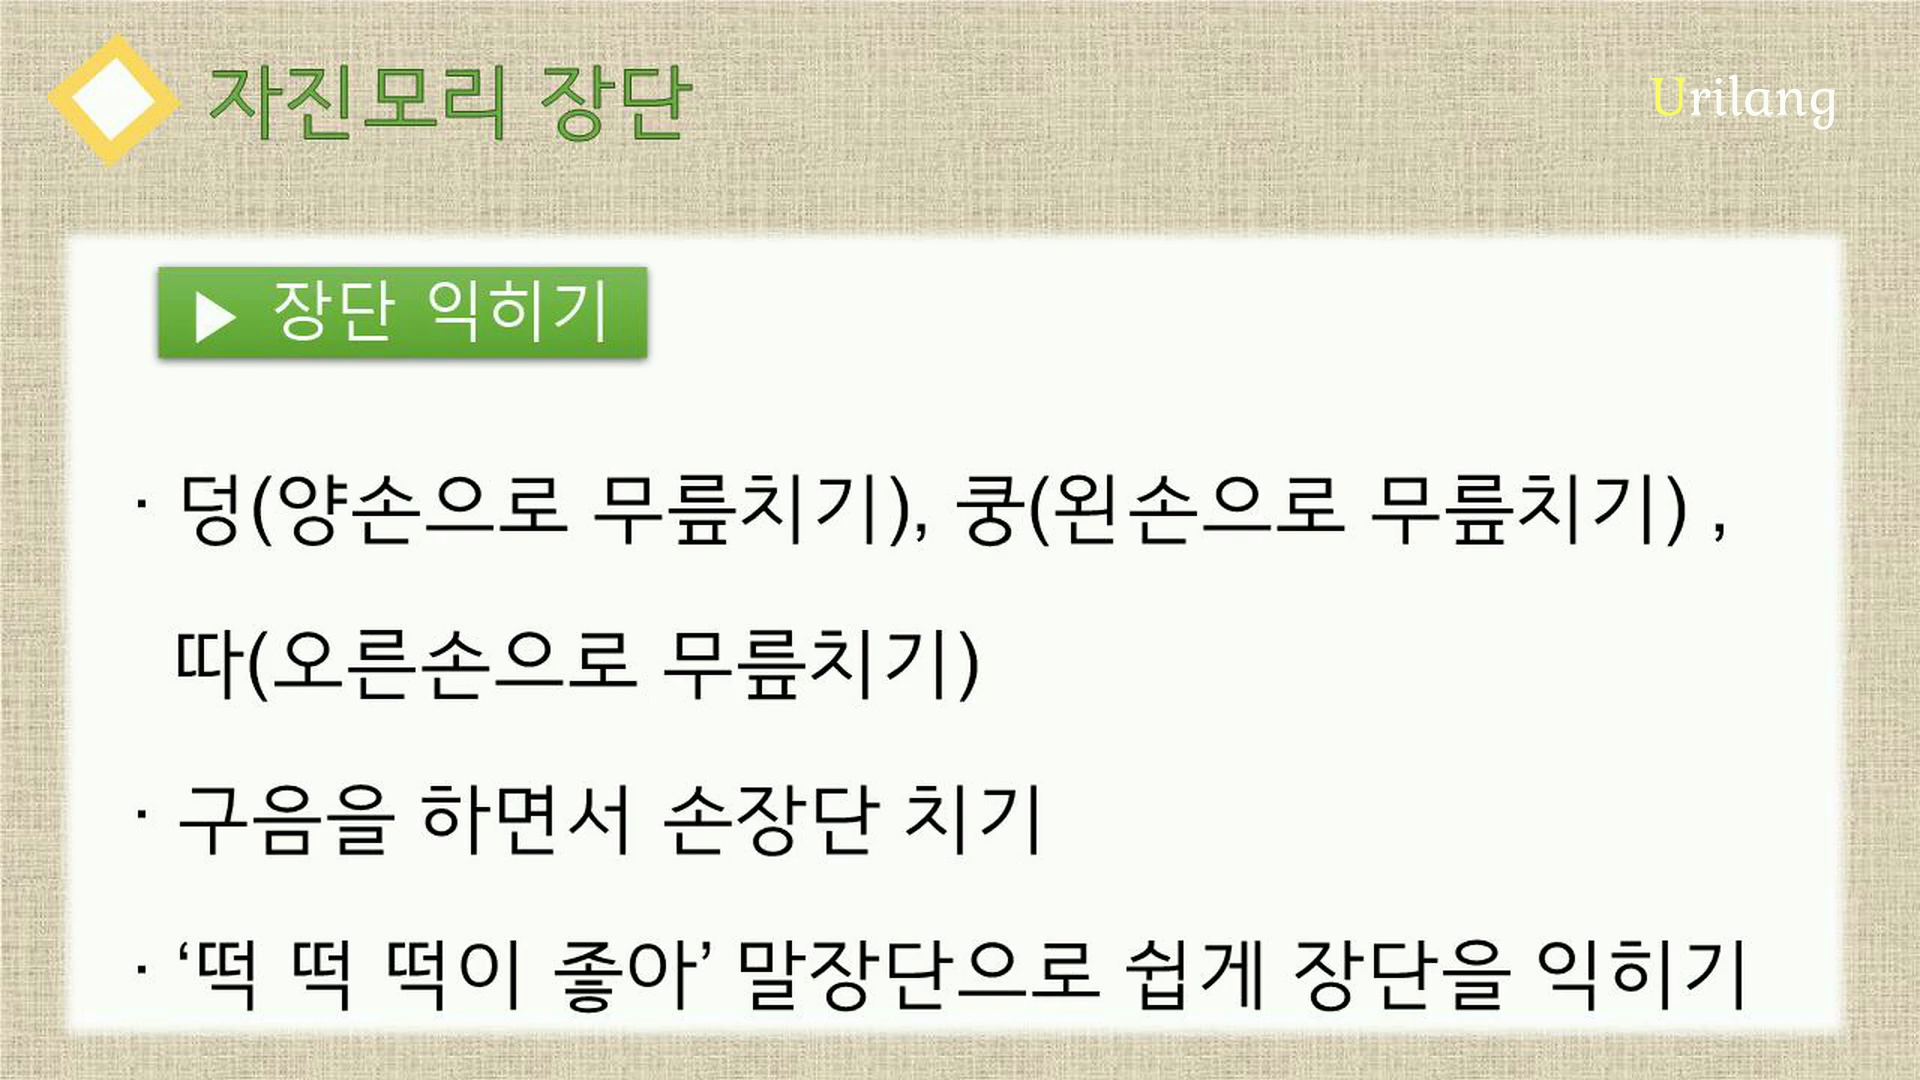 자진모리 장단
Urilang
▶ 장단 익히기
· 덩(양손으로 무릎치기), 쿵(왼손으로 무릎치기) ,
따(오른손으로 무릎치기)
· 구음을 하면서 손장단 치기
· ‘떡 떡 떡이 좋아’ 말장단으로 쉽게 장단을 익히기